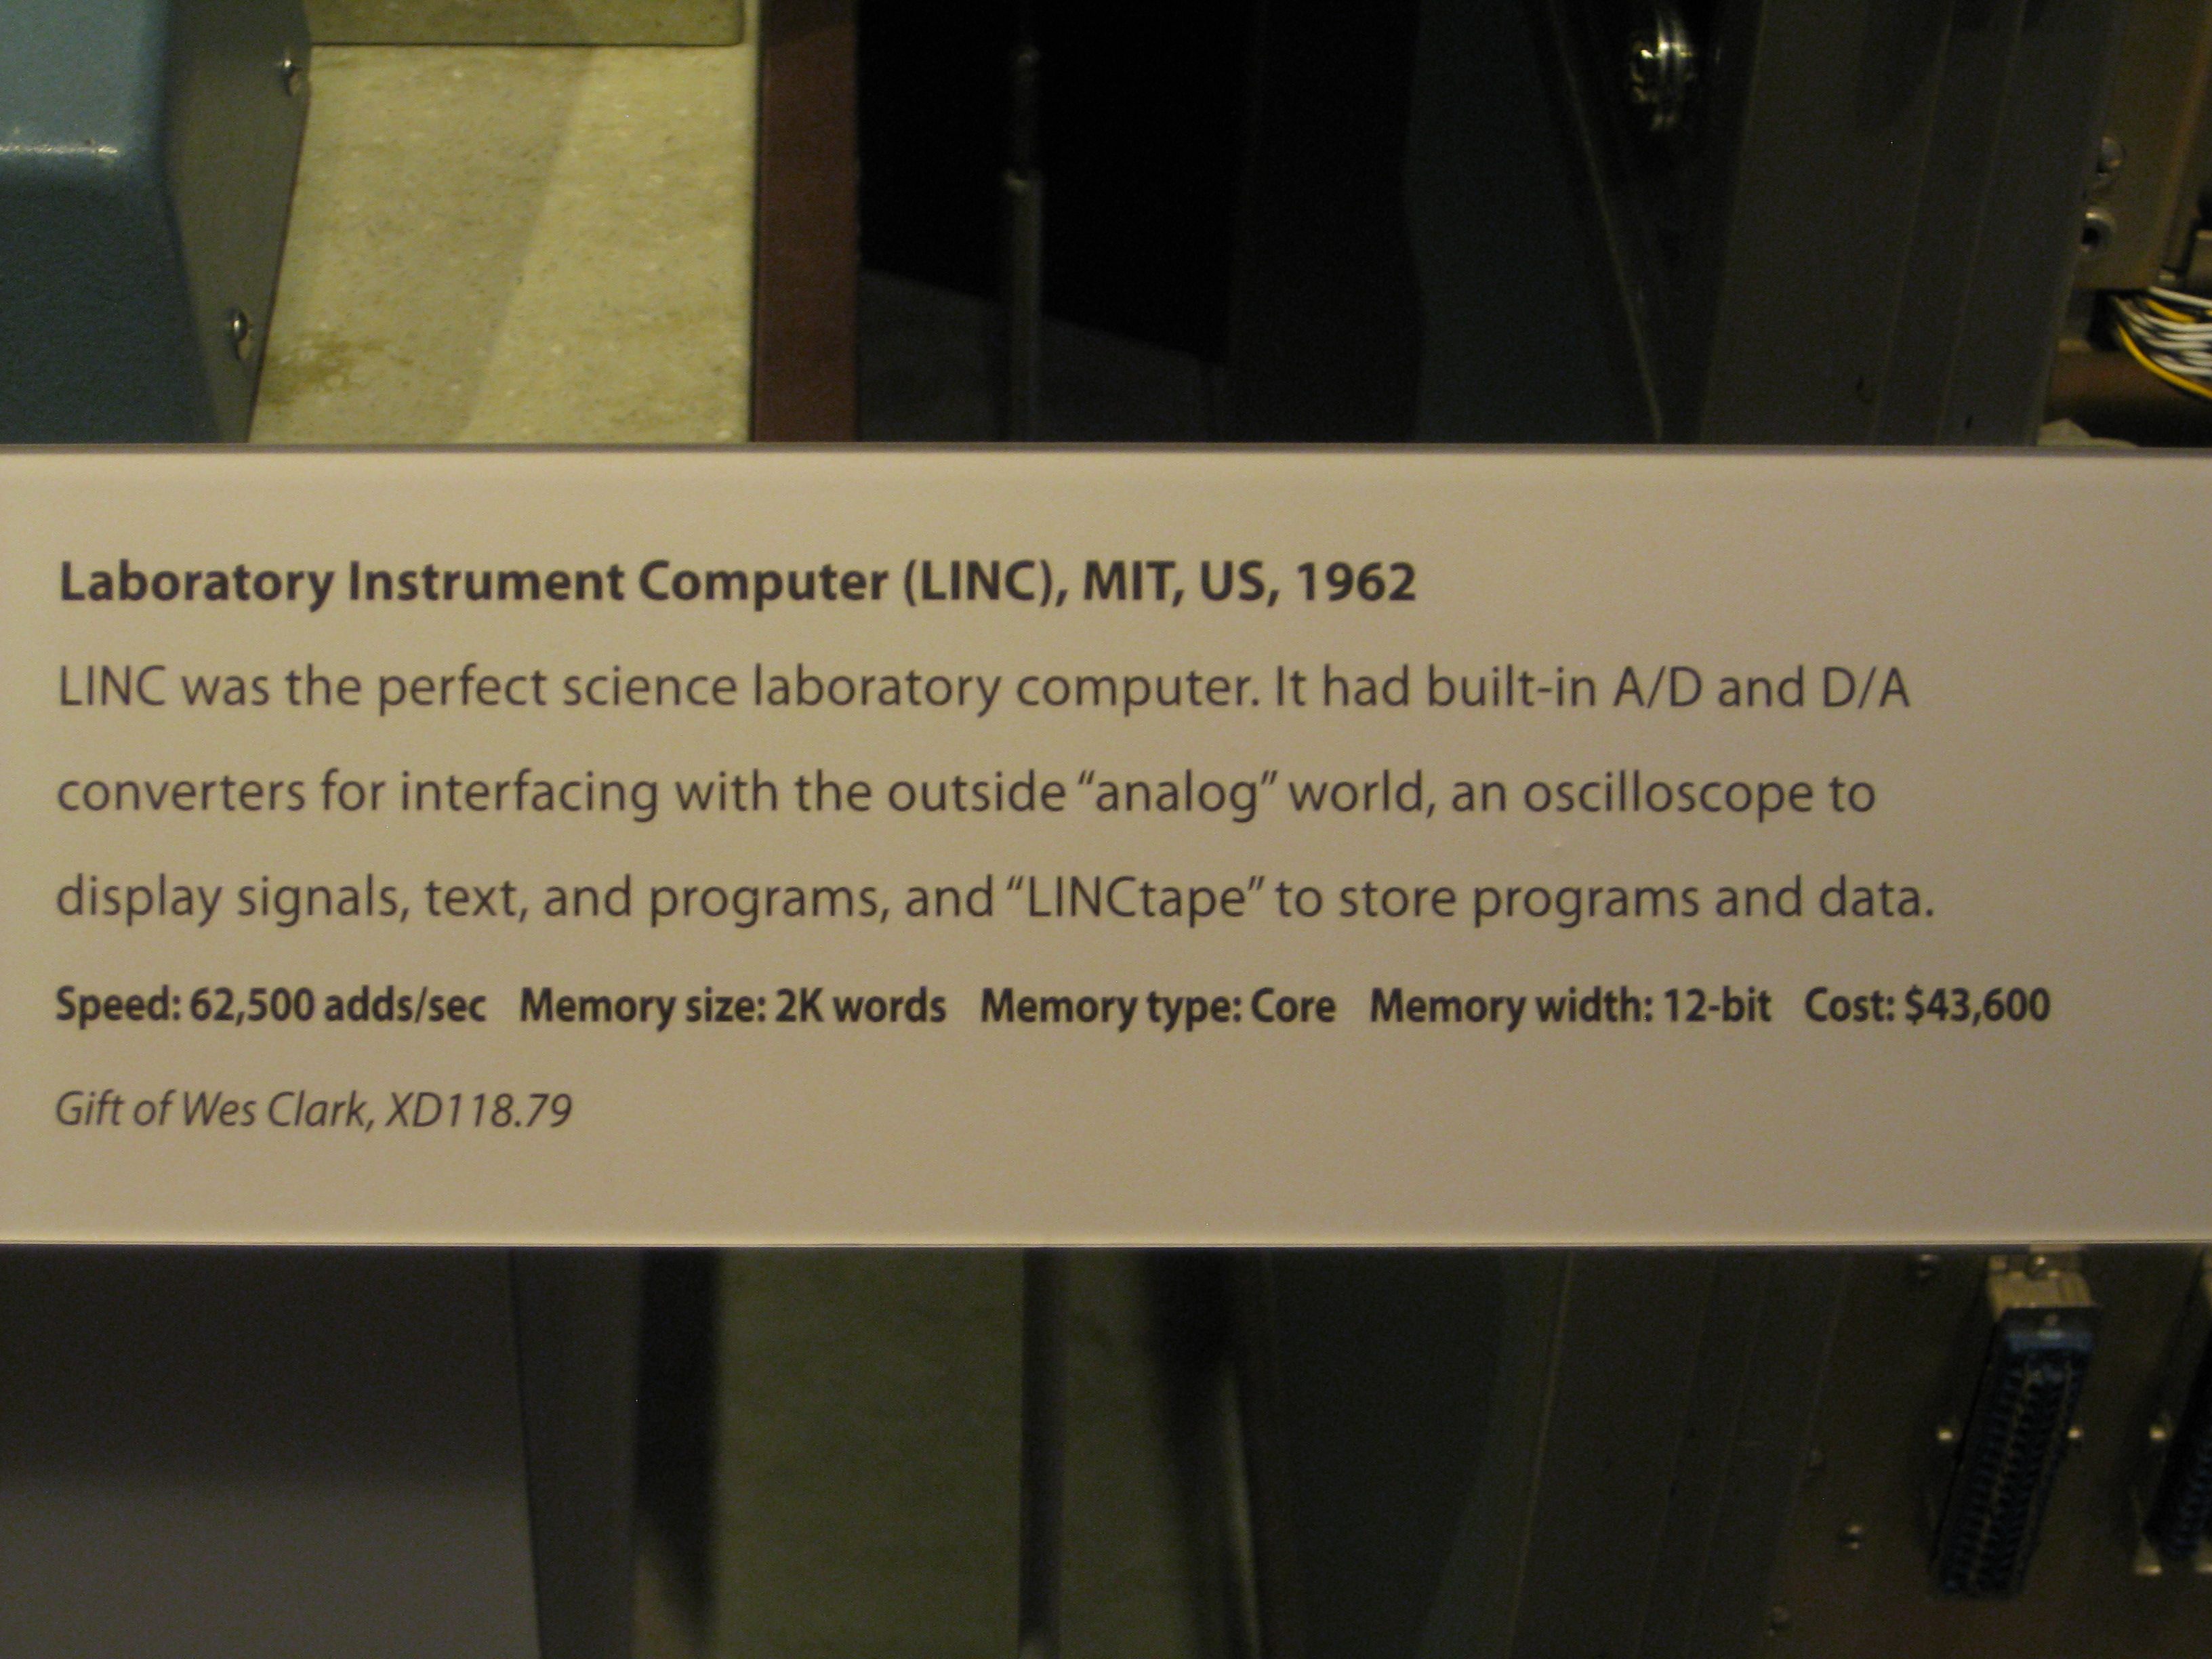 Laboratory Instrument Computer (LINC), MIT, US, 1962
LINC was the perfect science laboratory computer. It had built-in A/D and D/A
converters for interfacing with the outside “analog” world, an oscilloscope to
display signals, text, and programs, and “LINCtape” to store programs and data.
Speed: 62,500 adds/sec Memory size: 2K words Memory type: Core Memory width: 12-bit Cost: $43,600
Gift of Wes Clark, XD118.79